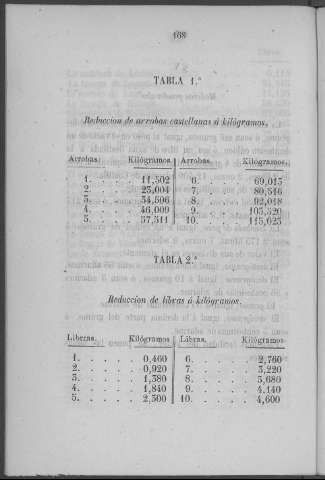 168
TABLA 1.ª
Reduccion de arrobas castellanas á kilógramos.
Arrobas. Kilógramos. Arrobas. Kilógramos.
1. . . . . 11,502 6. . . . . 69,015
2. . . . . 23,004 7. . . . . 80,516
3. . . . . 34,506 8. . . . . 92,018
4. . . . . 46,009 9. . . . . 103,520
5. . . . . 57,511 10. . . . . 115,023
TABLA 2.ª
Reduccion de libras á kilógramos.
Libras. Kilógramos Libras. Kilógramos
1. . . . . . 0,460 6. . . . . . 2,760
2. . . . . . 0,920 7. . . . . . 3,220
3. . . . . . 1,380 8. . . . . . 3,680
4. . . . . . 1,840 9. . . . . . 4,140
5. . . . . . 2,300 10. . . . . . 4,600